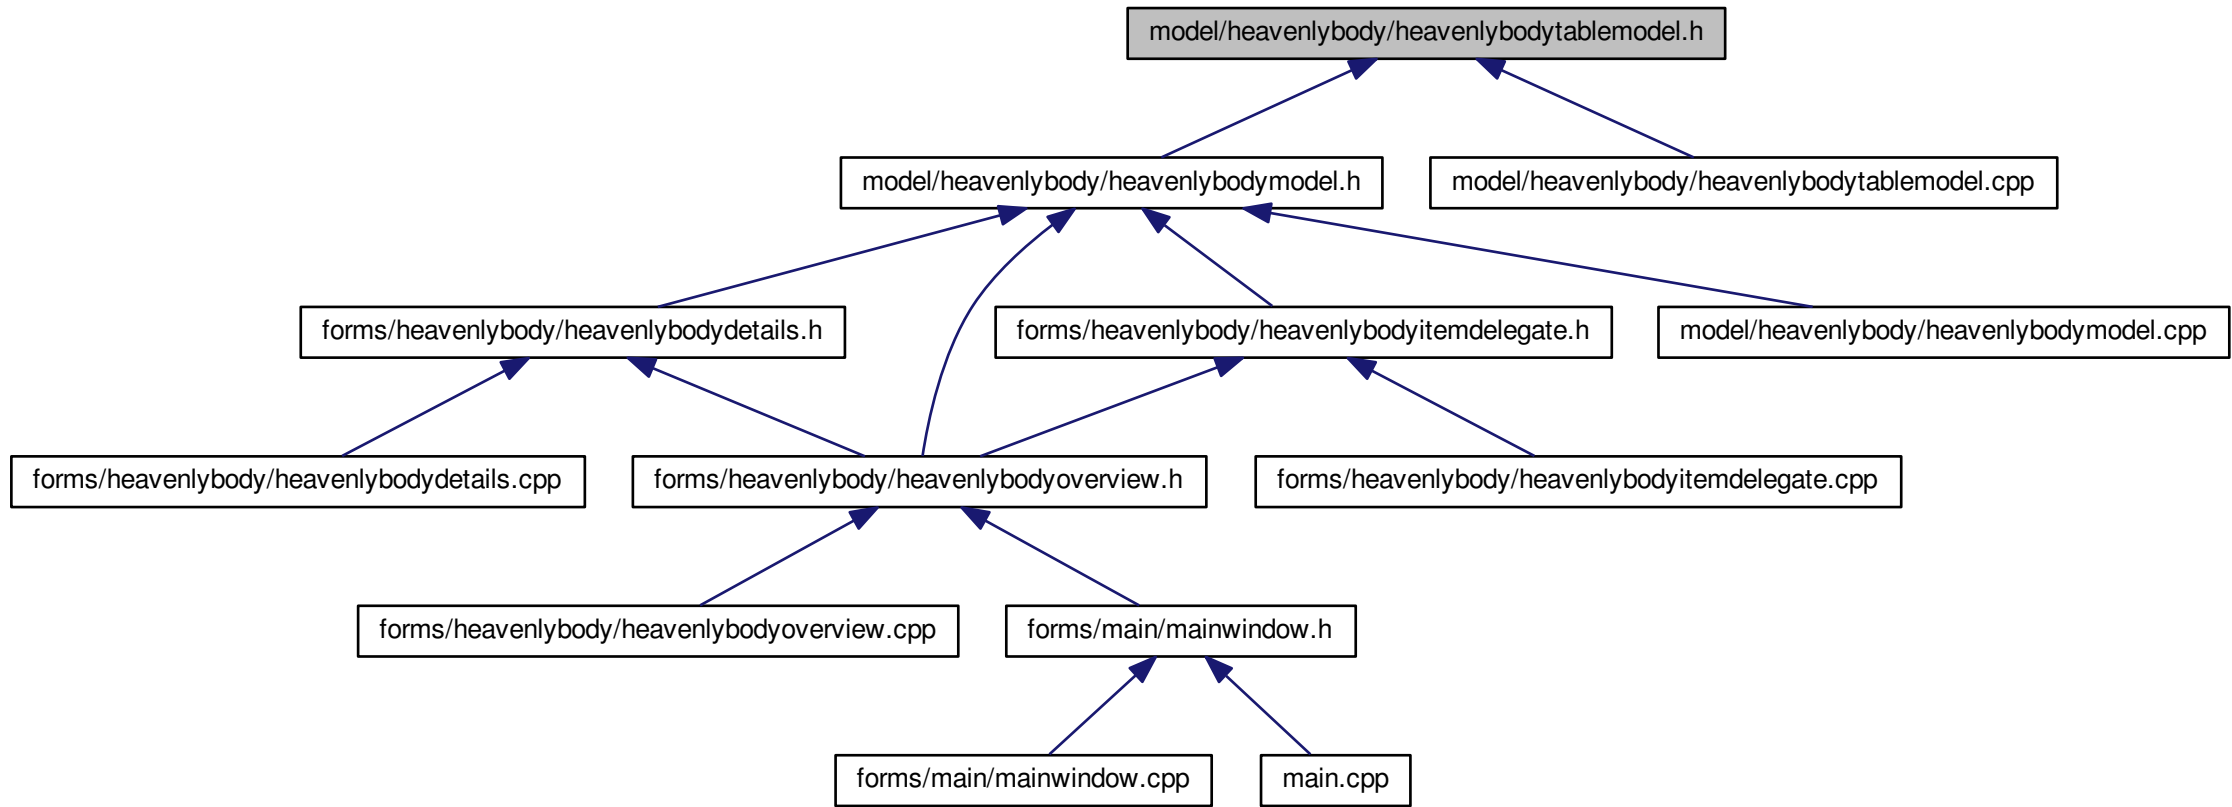 model/heavenlybody/heavenlybodytablemodel.h
model/heavenlybody/heavenlybodymodel.h
model/heavenlybody/heavenlybodytablemodel.cpp
forms/heavenlybody/heavenlybodydetails.h
forms/heavenlybody/heavenlybodyitemdelegate.h
model/heavenlybody/heavenlybodymodel.cpp
forms/heavenlybody/heavenlybodydetails.cpp
forms/heavenlybody/heavenlybodyoverview.h
forms/heavenlybody/heavenlybodyitemdelegate.cpp
forms/heavenlybody/heavenlybodyoverview.cpp
forms/main/mainwindow.h
forms/main/mainwindow.cpp
main.cpp